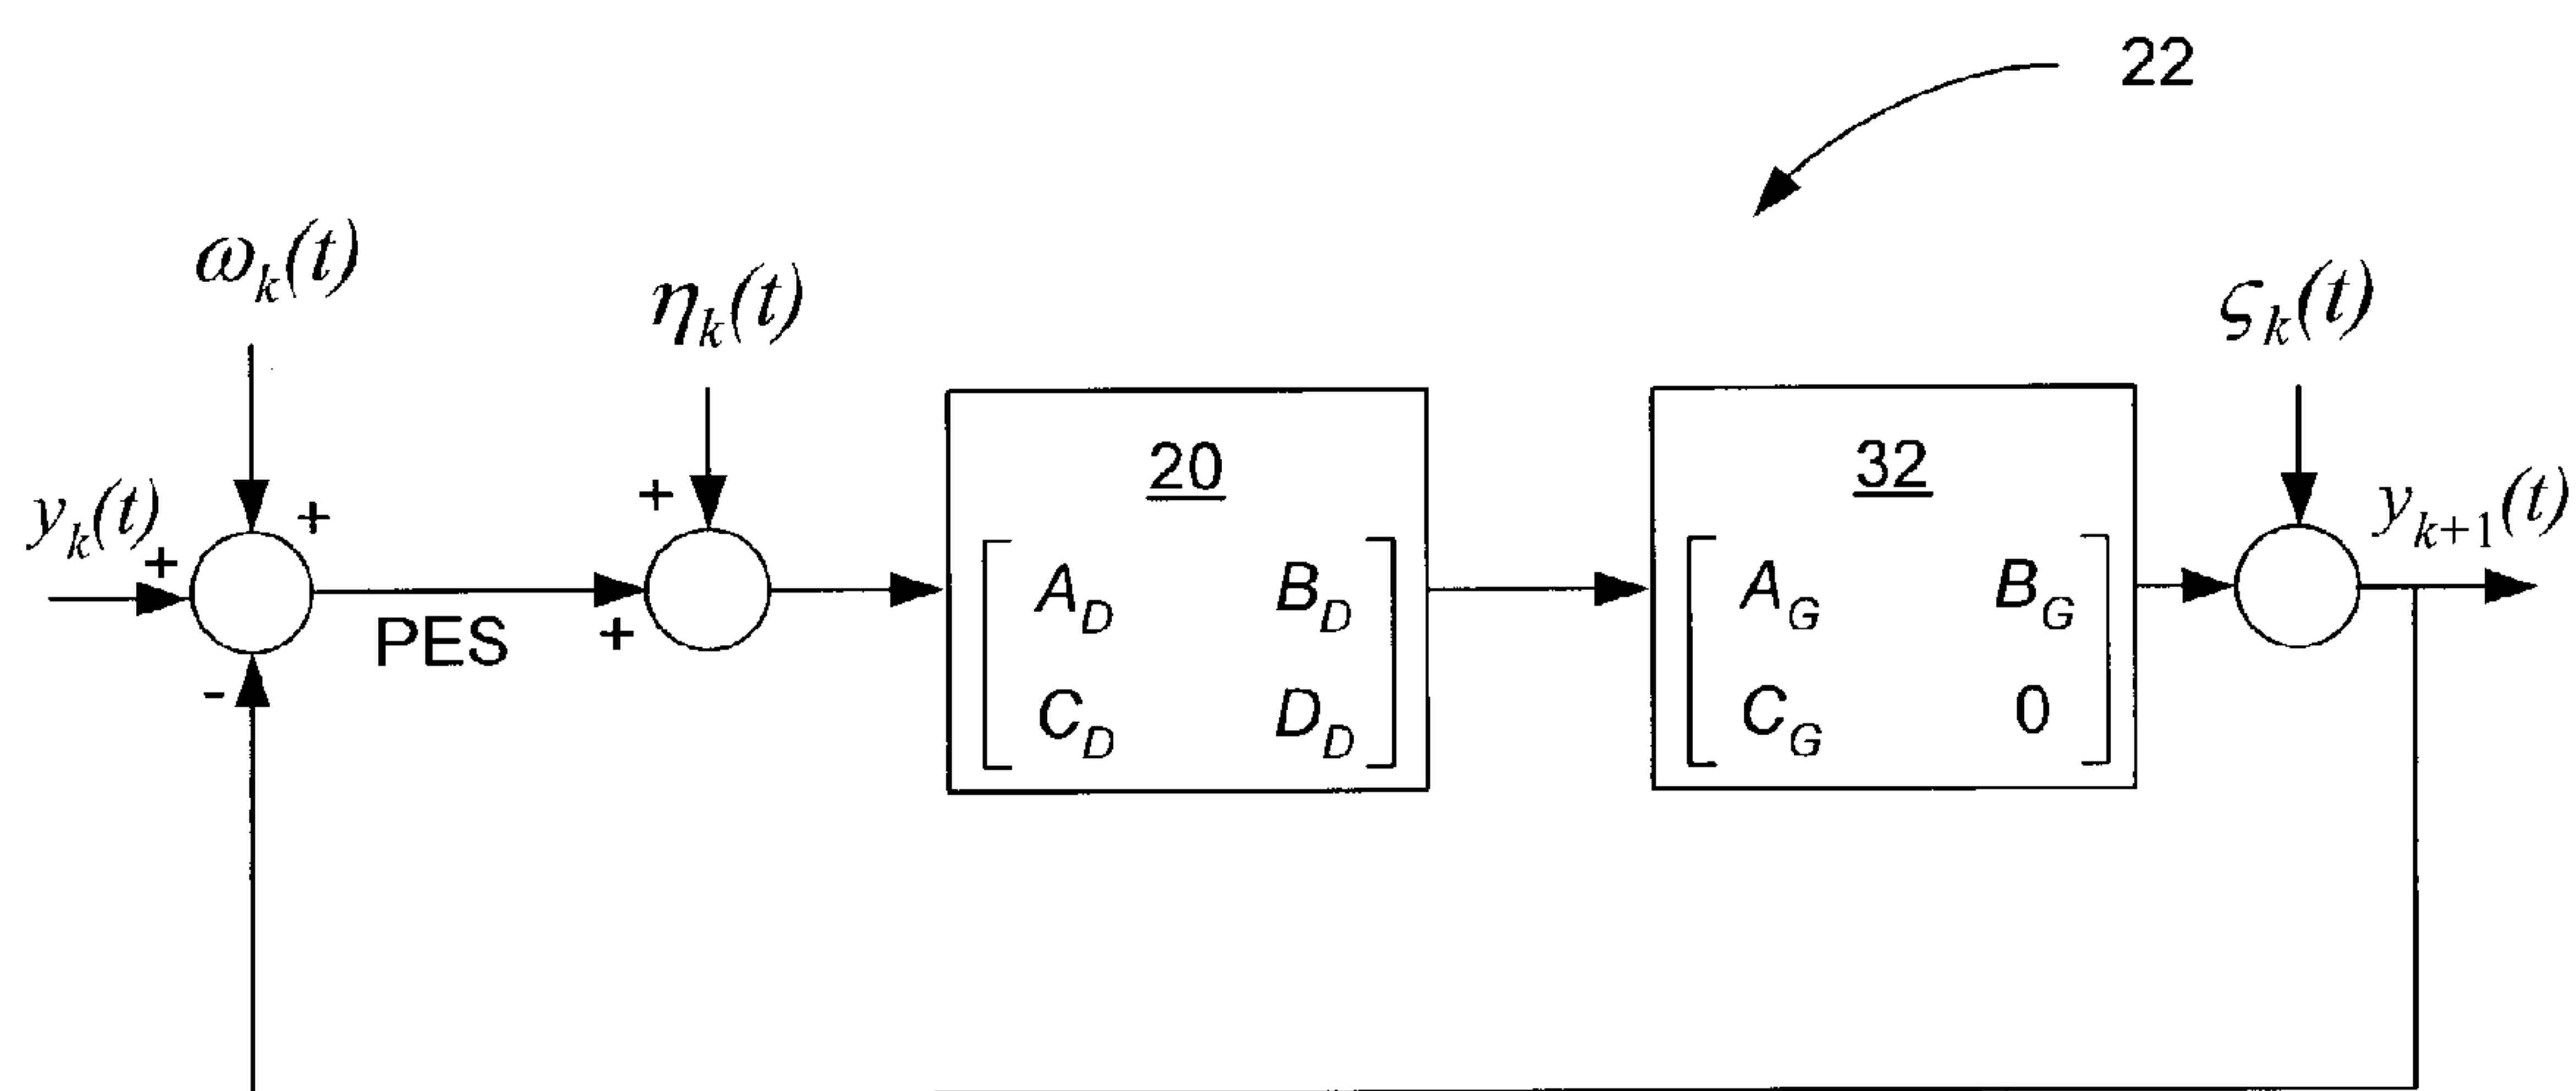 22
ω_k(t)
η_k(t)
ς_k(t)
y_k(t)
+
+
-
PES
+
+
20
A_D B_D
C_D D_D
32
A_G B_G
C_G 0
y_{k+1}(t)